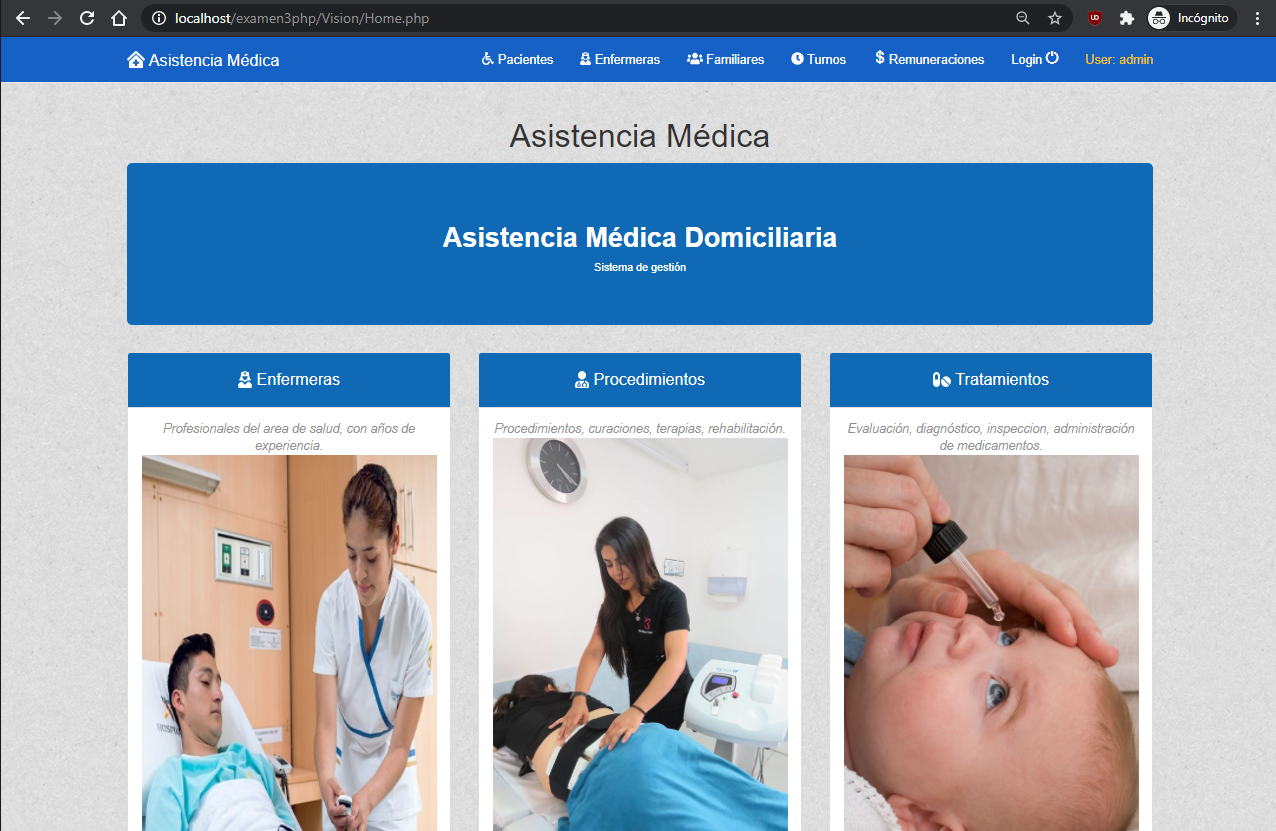 localhost/examen3php/Vision/Home.php
Incógnito
Asistencia Médica
Pacientes
Enfermeras
Familiares
Turnos
$ Remuneraciones
Login
User: admin
Asistencia Médica
Asistencia Médica Domiciliaria
Sistema de gestión
Enfermeras
Profesionales del area de salud, con años de
experiencia.
Procedimientos
Procedimientos, curaciones, terapias, rehabilitación.
Tratamientos
Evaluación, diagnóstico, inspeccion, administración
de medicamentos.